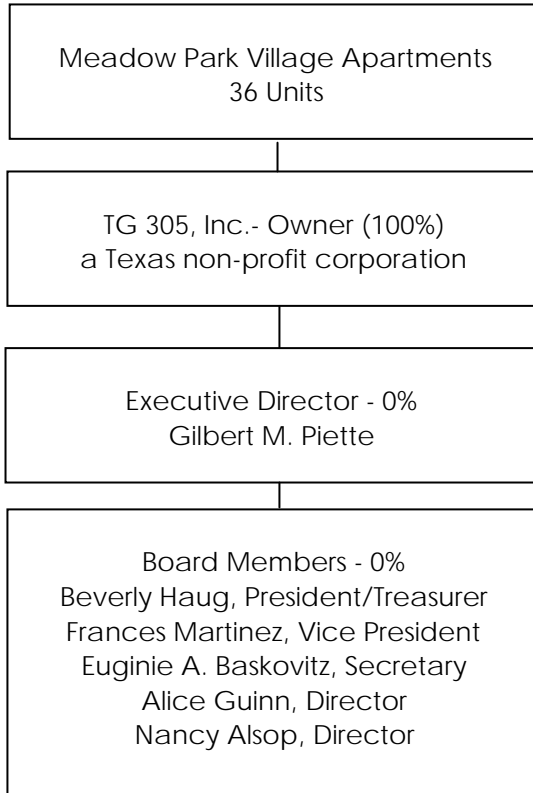 Meadow Park Village Apartments
36 Units
TG 305, Inc.- Owner (100%)
a Texas non-profit corporation
Executive Director - 0%
Gilbert M. Piette
Board Members - 0%
Beverly Haug, President/Treasurer
Frances Martinez, Vice President
Euginie A. Baskovitz, Secretary
Alice Guinn, Director
Nancy Alsop, Director